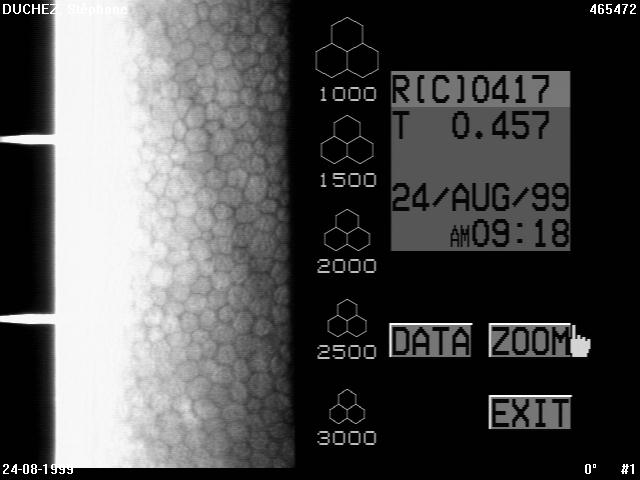 DUCHEZ, Stéphane
465472
1000
1500
2000
2500
3000
R[C]0417
T 0.457
24/AUG/99
AM09:18
DATA ZOOM
EXIT
24-08-1999
0° #1